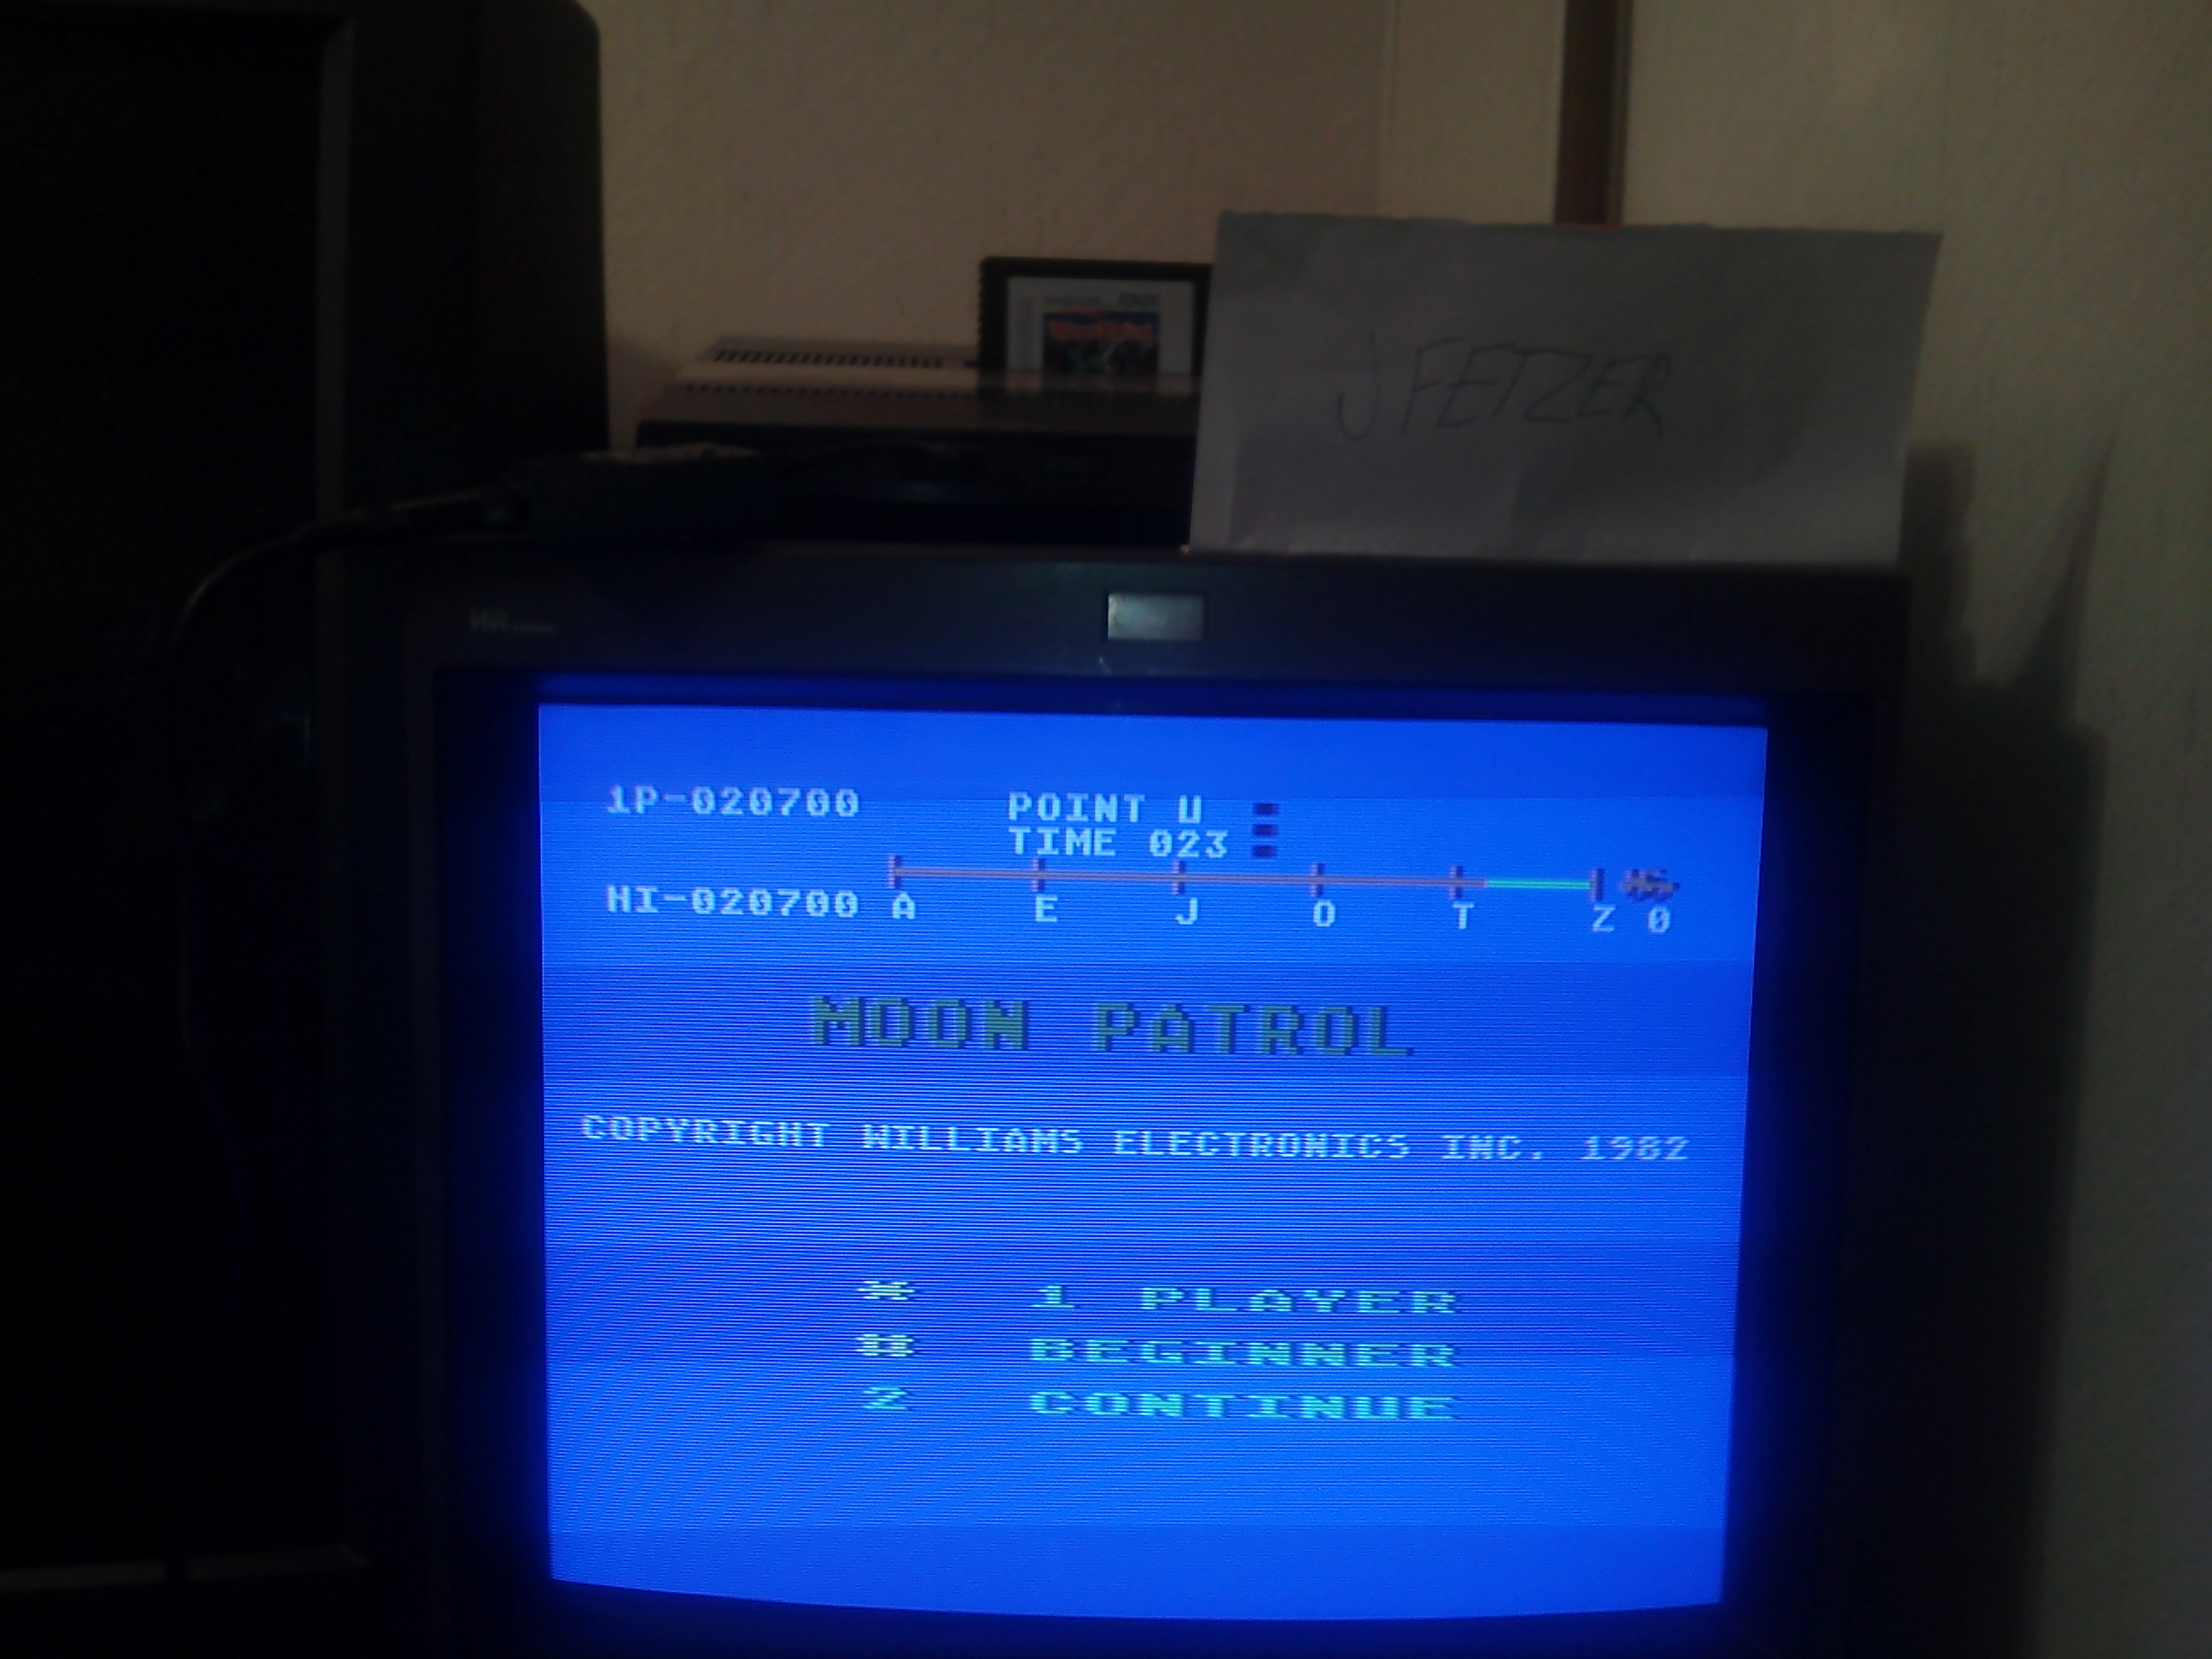 jFETZER
1P-020700
POINT U
TIME 023
HI-020700
A E J O T Z 0
MOON PATROL
COPYRIGHT WILLIAMS ELECTRONICS INC. 1982
* 1 PLAYER
# BEGINNER
2 CONTINUE